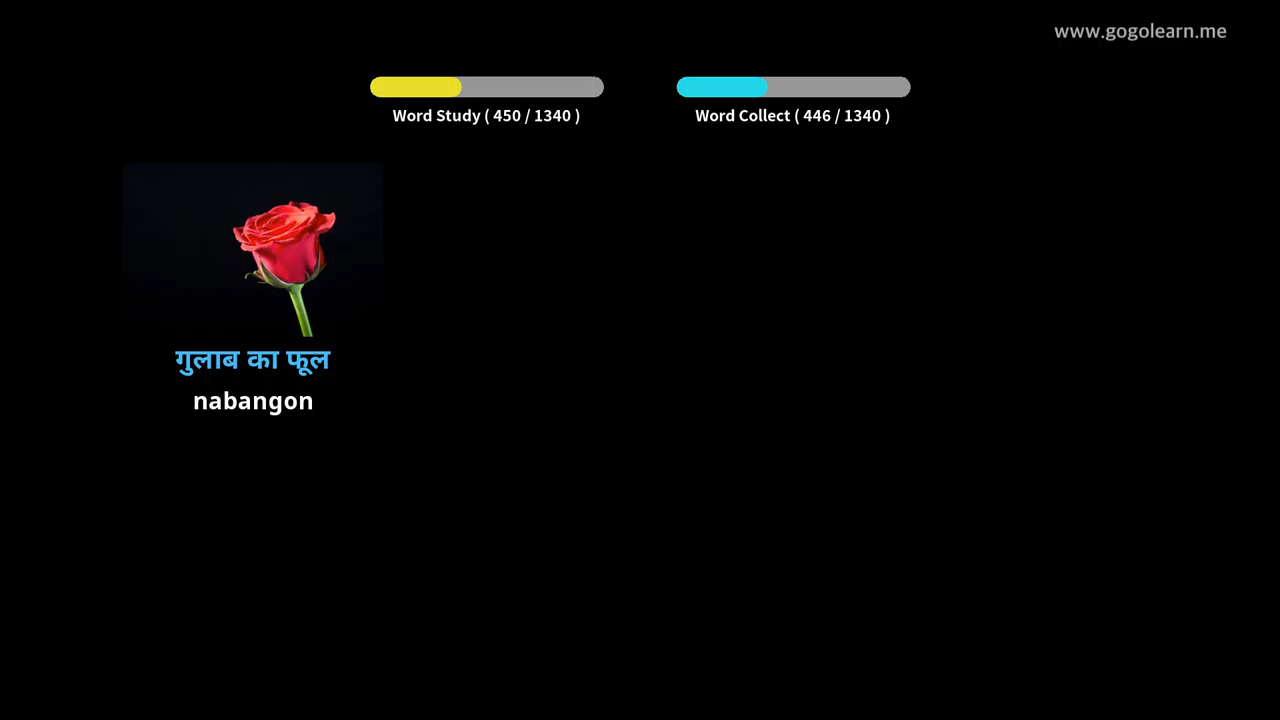 www.gogolearn.me
Word Study ( 450 / 1340 )
Word Collect ( 446 / 1340 )
गुलाब का फूल
nabangon